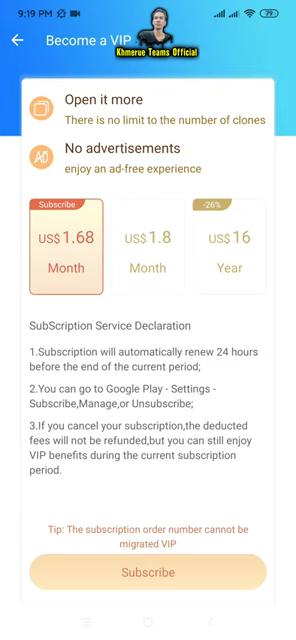 9:19 PM 79
Become a VIP
Khmerue Teams Official
Open it more
There is no limit to the number of clones
AD
No advertisements
enjoy an ad-free experience
Subscribe
-26%
US$1.68
US$1.8
US$16
Month
Month
Year
SubScription Service Declaration
1.Subscription will automatically renew 24 hours
before the end of the current period;
2.You can go to Google Play - Settings -
Subscribe,Manage,or Unsubscribe;
3.If you cancel your subscription,the deducted
fees will not be refunded,but you can still enjoy
VIP benefits during the current subscription
period.
Tip: The subscription order number cannot be
migrated VIP
Subscribe